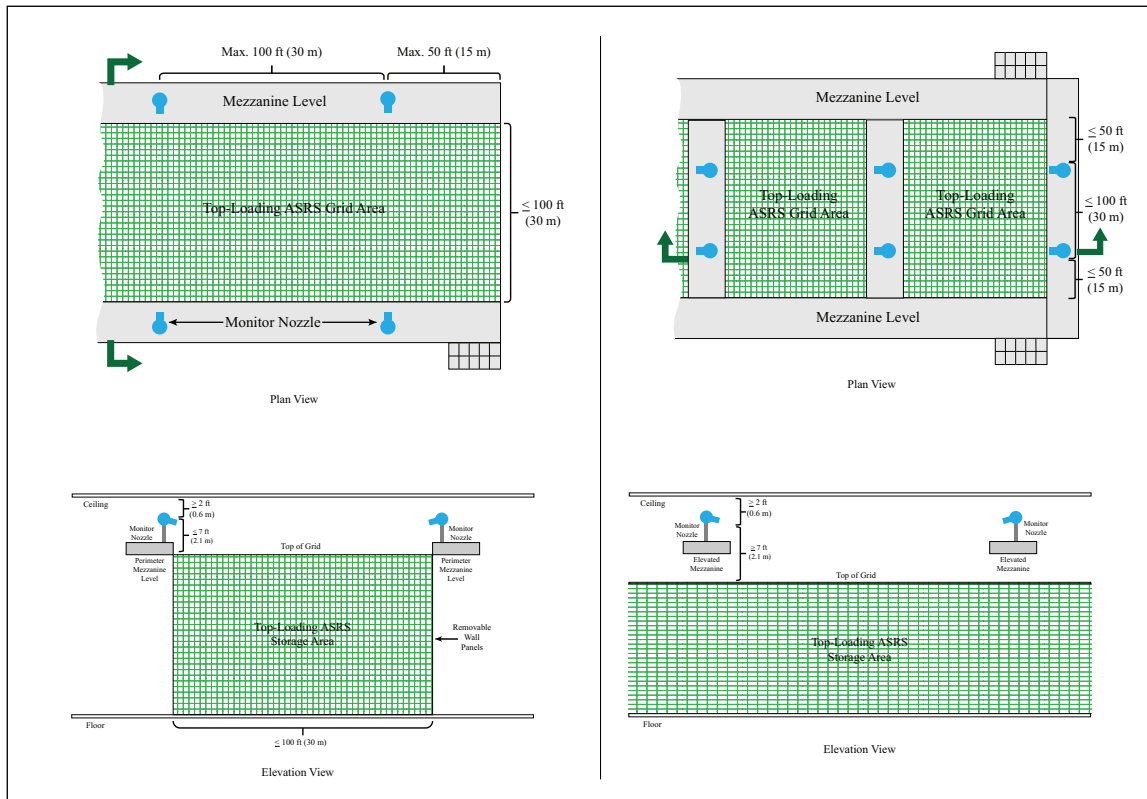 Max. 100 ft (30 m)
Max. 50 ft (15 m)
Mezzanine Level
Top-Loading ASRS Grid Area
≤ 100 ft
(30 m)
Monitor Nozzle
Plan View
Mezzanine Level
≤ 50 ft
(15 m)
Top-Loading
ASRS Grid Area
Top-Loading
ASRS Grid Area
≤ 100 ft
(30 m)
≤ 50 ft
(15 m)
Mezzanine Level
Plan View
Ceiling
≥ 2 ft
(0.6 m)
Monitor
Nozzle
≤ 7 ft
(2.1 m)
Monitor
Nozzle
Perimeter
Mezzanine
Level
Top of Grid
Perimeter
Mezzanine
Level
Top-Loading ASRS
Storage Area
Removable
Wall
Panels
Floor
≤ 100 ft (30 m)
Elevation View
Ceiling
≥ 2 ft
(0.6 m)
Monitor
Nozzle
≥ 7 ft
(2.1 m)
Monitor
Nozzle
Elevated
Mezzanine
Elevated
Mezzanine
Top of Grid
Top-Loading ASRS
Storage Area
Floor
Elevation View